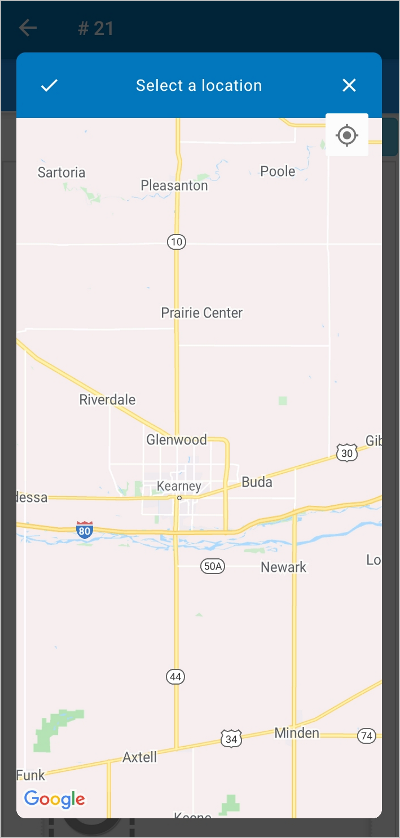 # 21
Select a location
Sartoria
Poole
Pleasanton
10
Prairie Center
Riverdale
Glenwood
Gib
30
Kearney
Buda
dessa
80
50A
Newark
Lo
44
34
Minden
74
Axtell
Funk
Google
Keene